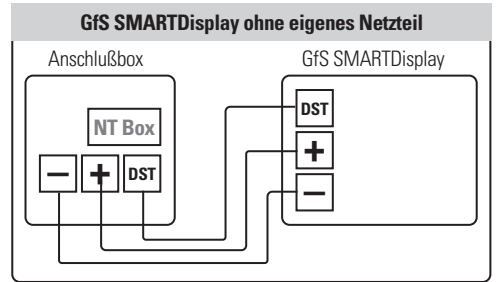 GfS SMARTDisplay ohne eigenes Netzteil
Anschlußbox
GfS SMARTDisplay
NT Box
− + DST
DST
+
−